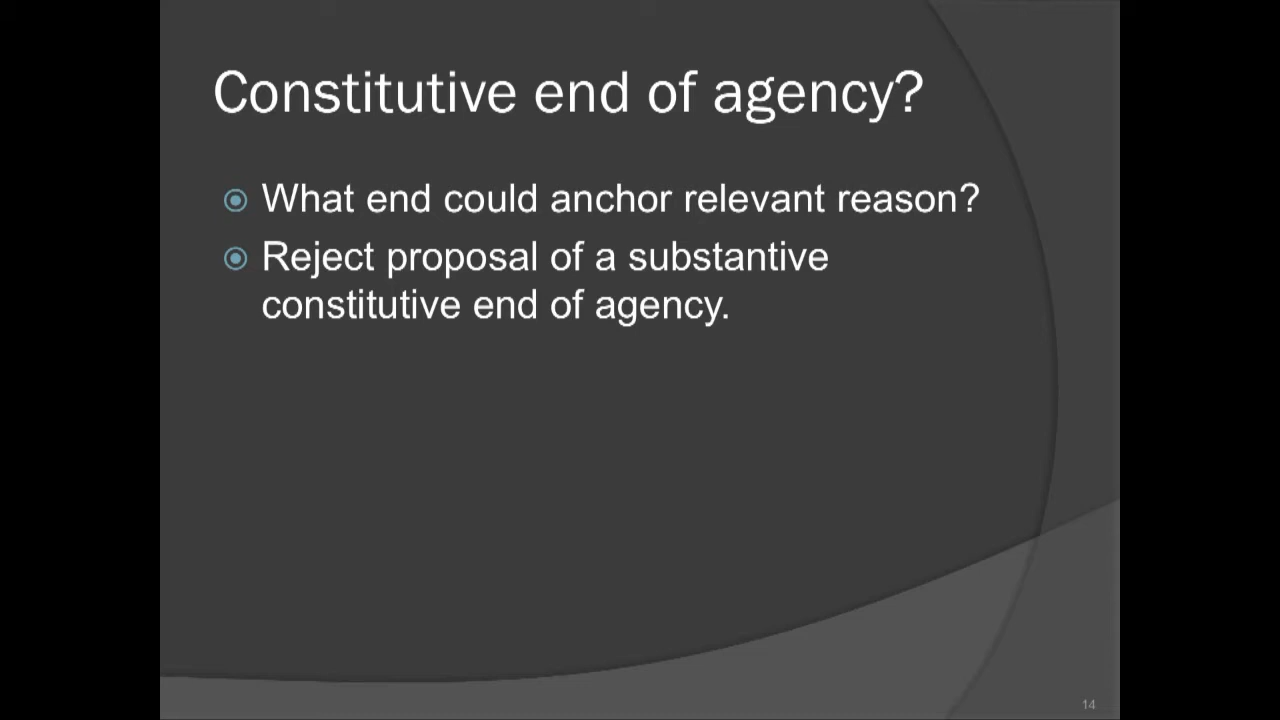 Constitutive end of agency?
What end could anchor relevant reason?
Reject proposal of a substantive
constitutive end of agency.
14